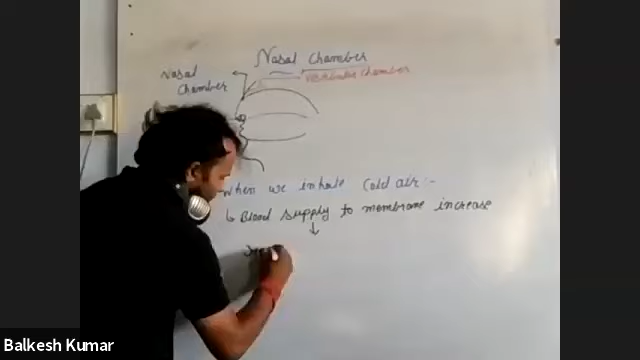 Nasal Chamber
Nasal
Chamber
Vestibular Chamber
When we inhale Cold air :-
↳ Blood supply to membrane increase
↓
Balkesh Kumar